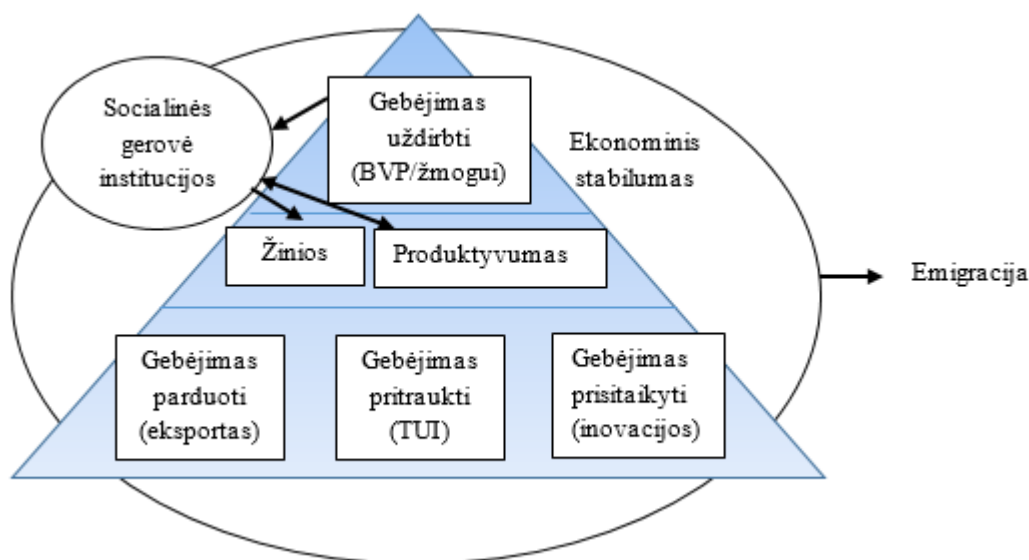 Socialinės
gerovė
institucijos
Gebėjimas
uždirbti
(BVP/žmogui)
Ekonominis
stabilumas
Žinios
Produktyvumas
Emigracija
Gebėjimas
parduoti
(eksportas)
Gebėjimas
pritraukti
(TUI)
Gebėjimas
prisitaikyti
(inovacijos)